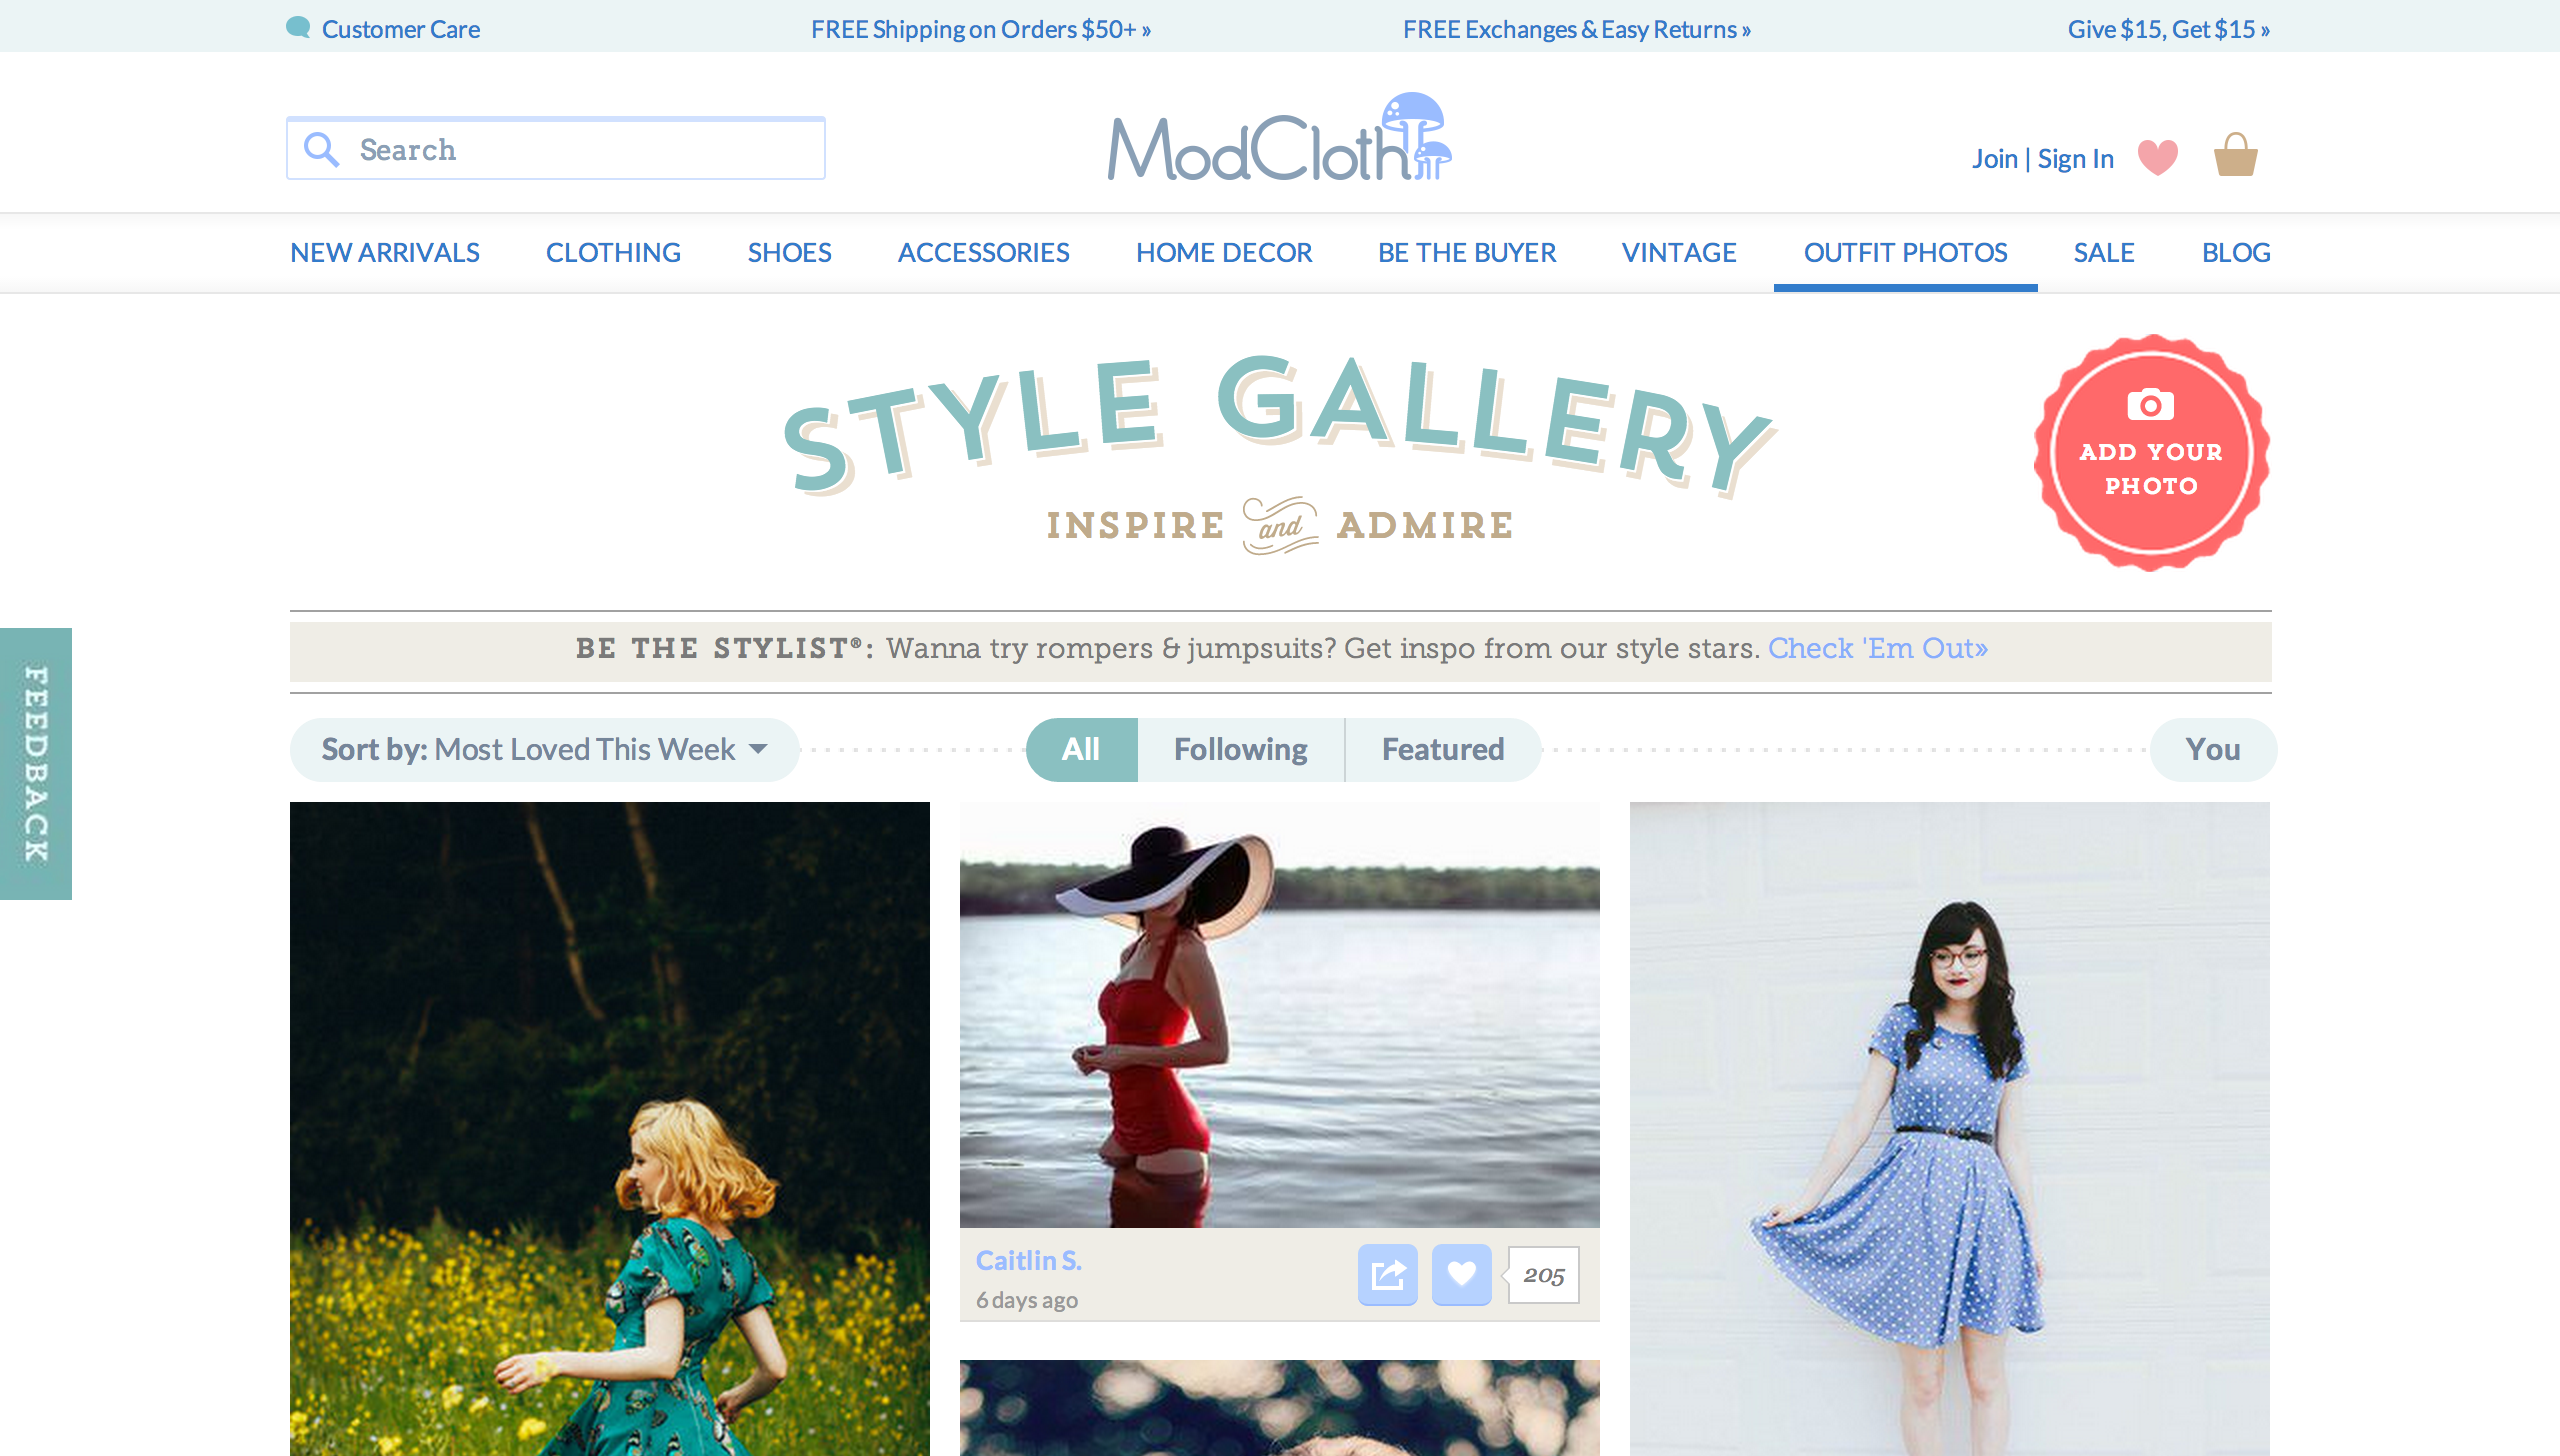 Customer Care
FREE Shipping on Orders $50+ »
FREE Exchanges & Easy Returns »
Give $15, Get $15 »
Search
ModCloth
Join | Sign In
NEW ARRIVALS
CLOTHING
SHOES
ACCESSORIES
HOME DECOR
BE THE BUYER
VINTAGE
OUTFIT PHOTOS
SALE
BLOG
STYLE GALLERY
INSPIRE and ADMIRE
ADD YOUR
PHOTO
BE THE STYLIST®: Wanna try rompers & jumpsuits? Get inspo from our style stars. Check 'Em Out»
FEEDBACK
Sort by: Most Loved This Week
All
Following
Featured
You
Caitlin S.
6 days ago
205